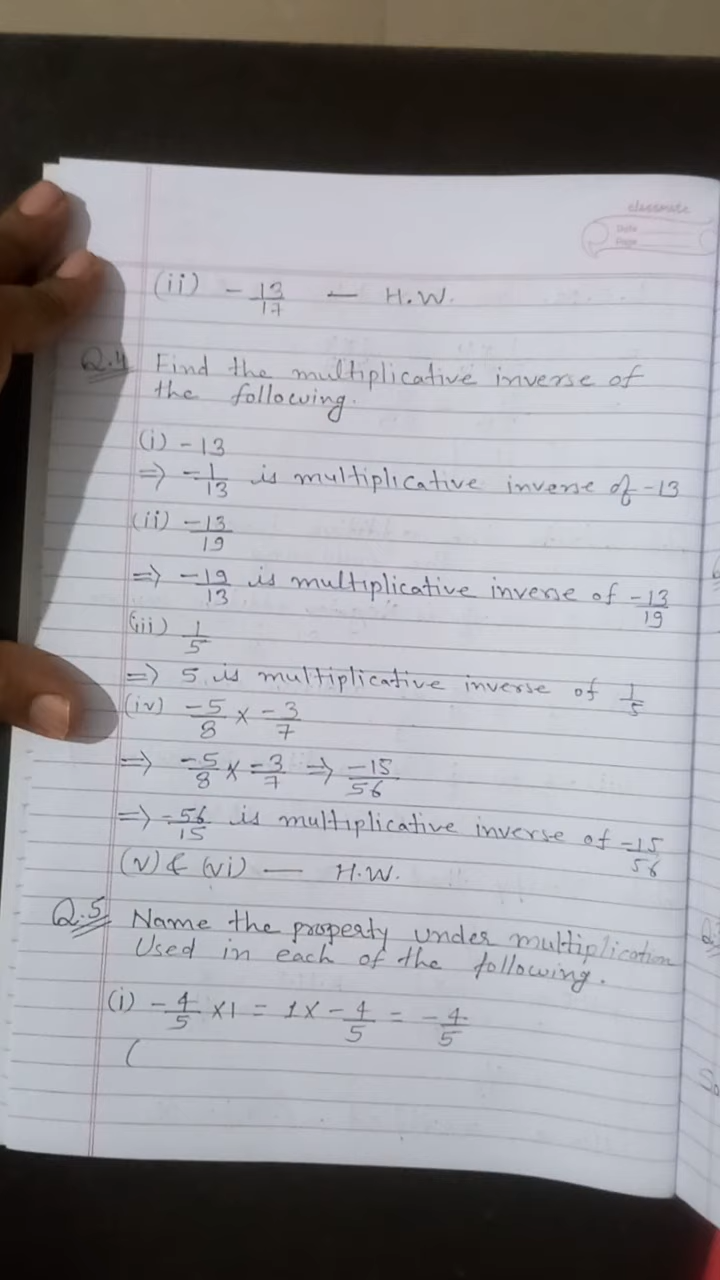 classmate
Date
Page
(ii) -13/17 — H.W.
Q.4 Find the multiplicative inverse of
the following.
(i) -13
=> -1/13 is multiplicative inverse of -13
(ii) -13/19
=> -19/13 is multiplicative inverse of -13/19
(iii) 1/5
=> 5 is multiplicative inverse of 1/5
(iv) -5/8 × -3/7
=> -5/8 × -3/7 => -15/56
=> -56/15 is multiplicative inverse of -15/56
(v) & (vi) — H.W.
Q.5 Name the property under multiplication
Used in each of the following.
(i) -4/5 ×1 = 1× -4/5 = -4/5
(